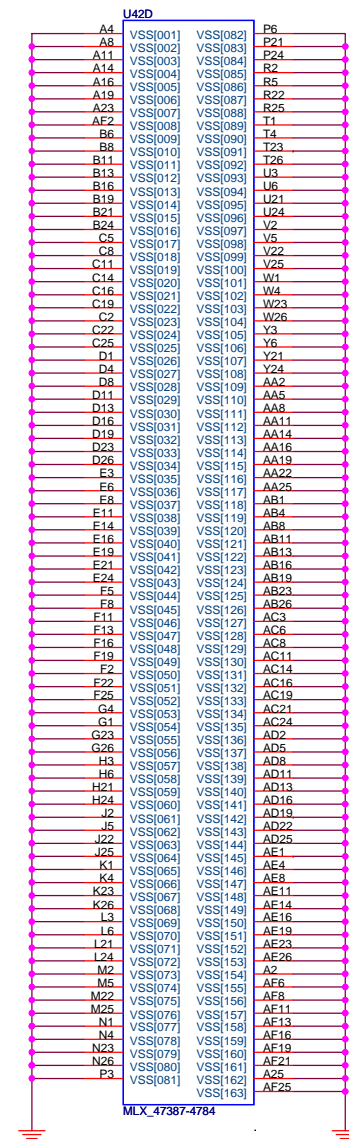 U42D
A4 VSS[001] VSS[082] P6
A8 VSS[002] VSS[083] P21
A11 VSS[003] VSS[084] P24
A14 VSS[004] VSS[085] R2
A16 VSS[005] VSS[086] R5
A19 VSS[006] VSS[087] R22
A23 VSS[007] VSS[088] R25
AF2 VSS[008] VSS[089] T1
B6 VSS[009] VSS[090] T4
B8 VSS[010] VSS[091] T23
B11 VSS[011] VSS[092] T26
B13 VSS[012] VSS[093] U3
B16 VSS[013] VSS[094] U6
B19 VSS[014] VSS[095] U21
B21 VSS[015] VSS[096] U24
B24 VSS[016] VSS[097] V2
C5 VSS[017] VSS[098] V5
C8 VSS[018] VSS[099] V22
C11 VSS[019] VSS[100] V25
C14 VSS[020] VSS[101] W1
C16 VSS[021] VSS[102] W4
C19 VSS[022] VSS[103] W23
C2 VSS[023] VSS[104] W26
C22 VSS[024] VSS[105] Y3
C25 VSS[025] VSS[106] Y6
D1 VSS[026] VSS[107] Y21
D4 VSS[027] VSS[108] Y24
D8 VSS[028] VSS[109] AA2
D11 VSS[029] VSS[110] AA5
D13 VSS[030] VSS[111] AA8
D16 VSS[031] VSS[112] AA11
D19 VSS[032] VSS[113] AA14
D23 VSS[033] VSS[114] AA16
D26 VSS[034] VSS[115] AA19
E3 VSS[035] VSS[116] AA22
E6 VSS[036] VSS[117] AA25
E8 VSS[037] VSS[118] AB1
E11 VSS[038] VSS[119] AB4
E14 VSS[039] VSS[120] AB8
E16 VSS[040] VSS[121] AB11
E19 VSS[041] VSS[122] AB13
E21 VSS[042] VSS[123] AB16
E24 VSS[043] VSS[124] AB19
F5 VSS[044] VSS[125] AB23
F8 VSS[045] VSS[126] AB26
F11 VSS[046] VSS[127] AC3
F13 VSS[047] VSS[128] AC6
F16 VSS[048] VSS[129] AC8
F19 VSS[049] VSS[130] AC11
F2 VSS[050] VSS[131] AC14
F22 VSS[051] VSS[132] AC16
F25 VSS[052] VSS[133] AC19
G4 VSS[053] VSS[134] AC21
G1 VSS[054] VSS[135] AC24
G23 VSS[055] VSS[136] AD2
G26 VSS[056] VSS[137] AD5
H3 VSS[057] VSS[138] AD8
H6 VSS[058] VSS[139] AD11
H21 VSS[059] VSS[140] AD13
H24 VSS[060] VSS[141] AD16
J2 VSS[061] VSS[142] AD19
J5 VSS[062] VSS[143] AD22
J22 VSS[063] VSS[144] AD25
J25 VSS[064] VSS[145] AE1
K1 VSS[065] VSS[146] AE4
K4 VSS[066] VSS[147] AE8
K23 VSS[067] VSS[148] AE11
K26 VSS[068] VSS[149] AE14
L3 VSS[069] VSS[150] AE16
L6 VSS[070] VSS[151] AE19
L21 VSS[071] VSS[152] AE23
L24 VSS[072] VSS[153] AE26
M2 VSS[073] VSS[154] A2
M5 VSS[074] VSS[155] AF6
M22 VSS[075] VSS[156] AF8
M25 VSS[076] VSS[157] AF11
N1 VSS[077] VSS[158] AF13
N4 VSS[078] VSS[159] AF16
N23 VSS[079] VSS[160] AF19
N26 VSS[080] VSS[161] AF21
P3 VSS[081] VSS[162] A25
VSS[163] AF25
MLX_47387-4784